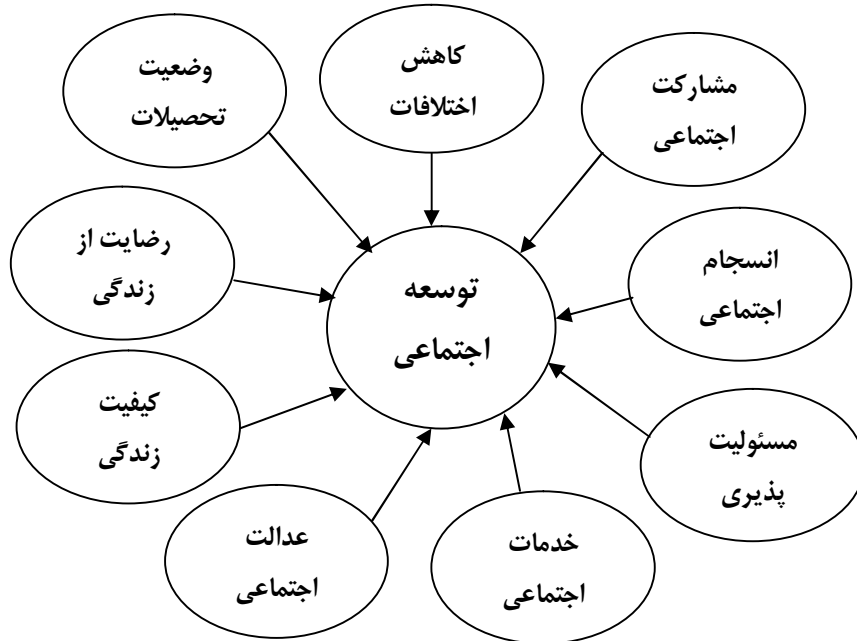 کاهش
اختلافات
مشارکت
اجتماعی
انسجام
اجتماعی
مسئولیت
پذیری
خدمات
اجتماعی
عدالت
اجتماعی
کیفیت
زندگی
رضایت از
زندگی
وضعیت
تحصیلات
توسعه
اجتماعی